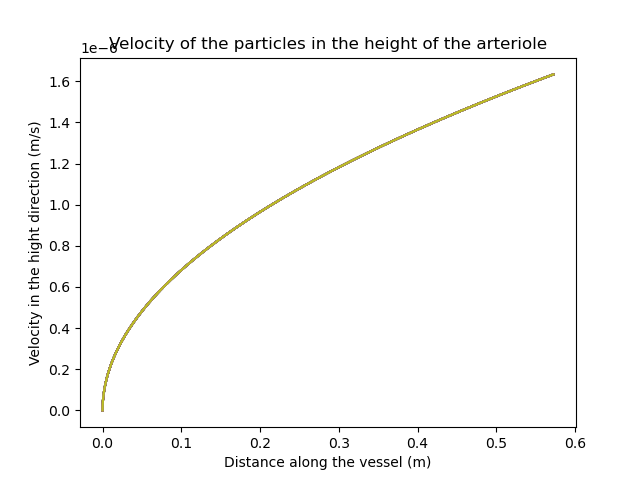 Velocity of the particles in the height of the arteriole
1e−6
1.6
1.4
1.2
1.0
0.8
0.6
0.4
0.2
0.0
Velocity in the hight direction (m/s)
0.0 0.1 0.2 0.3 0.4 0.5 0.6
Distance along the vessel (m)